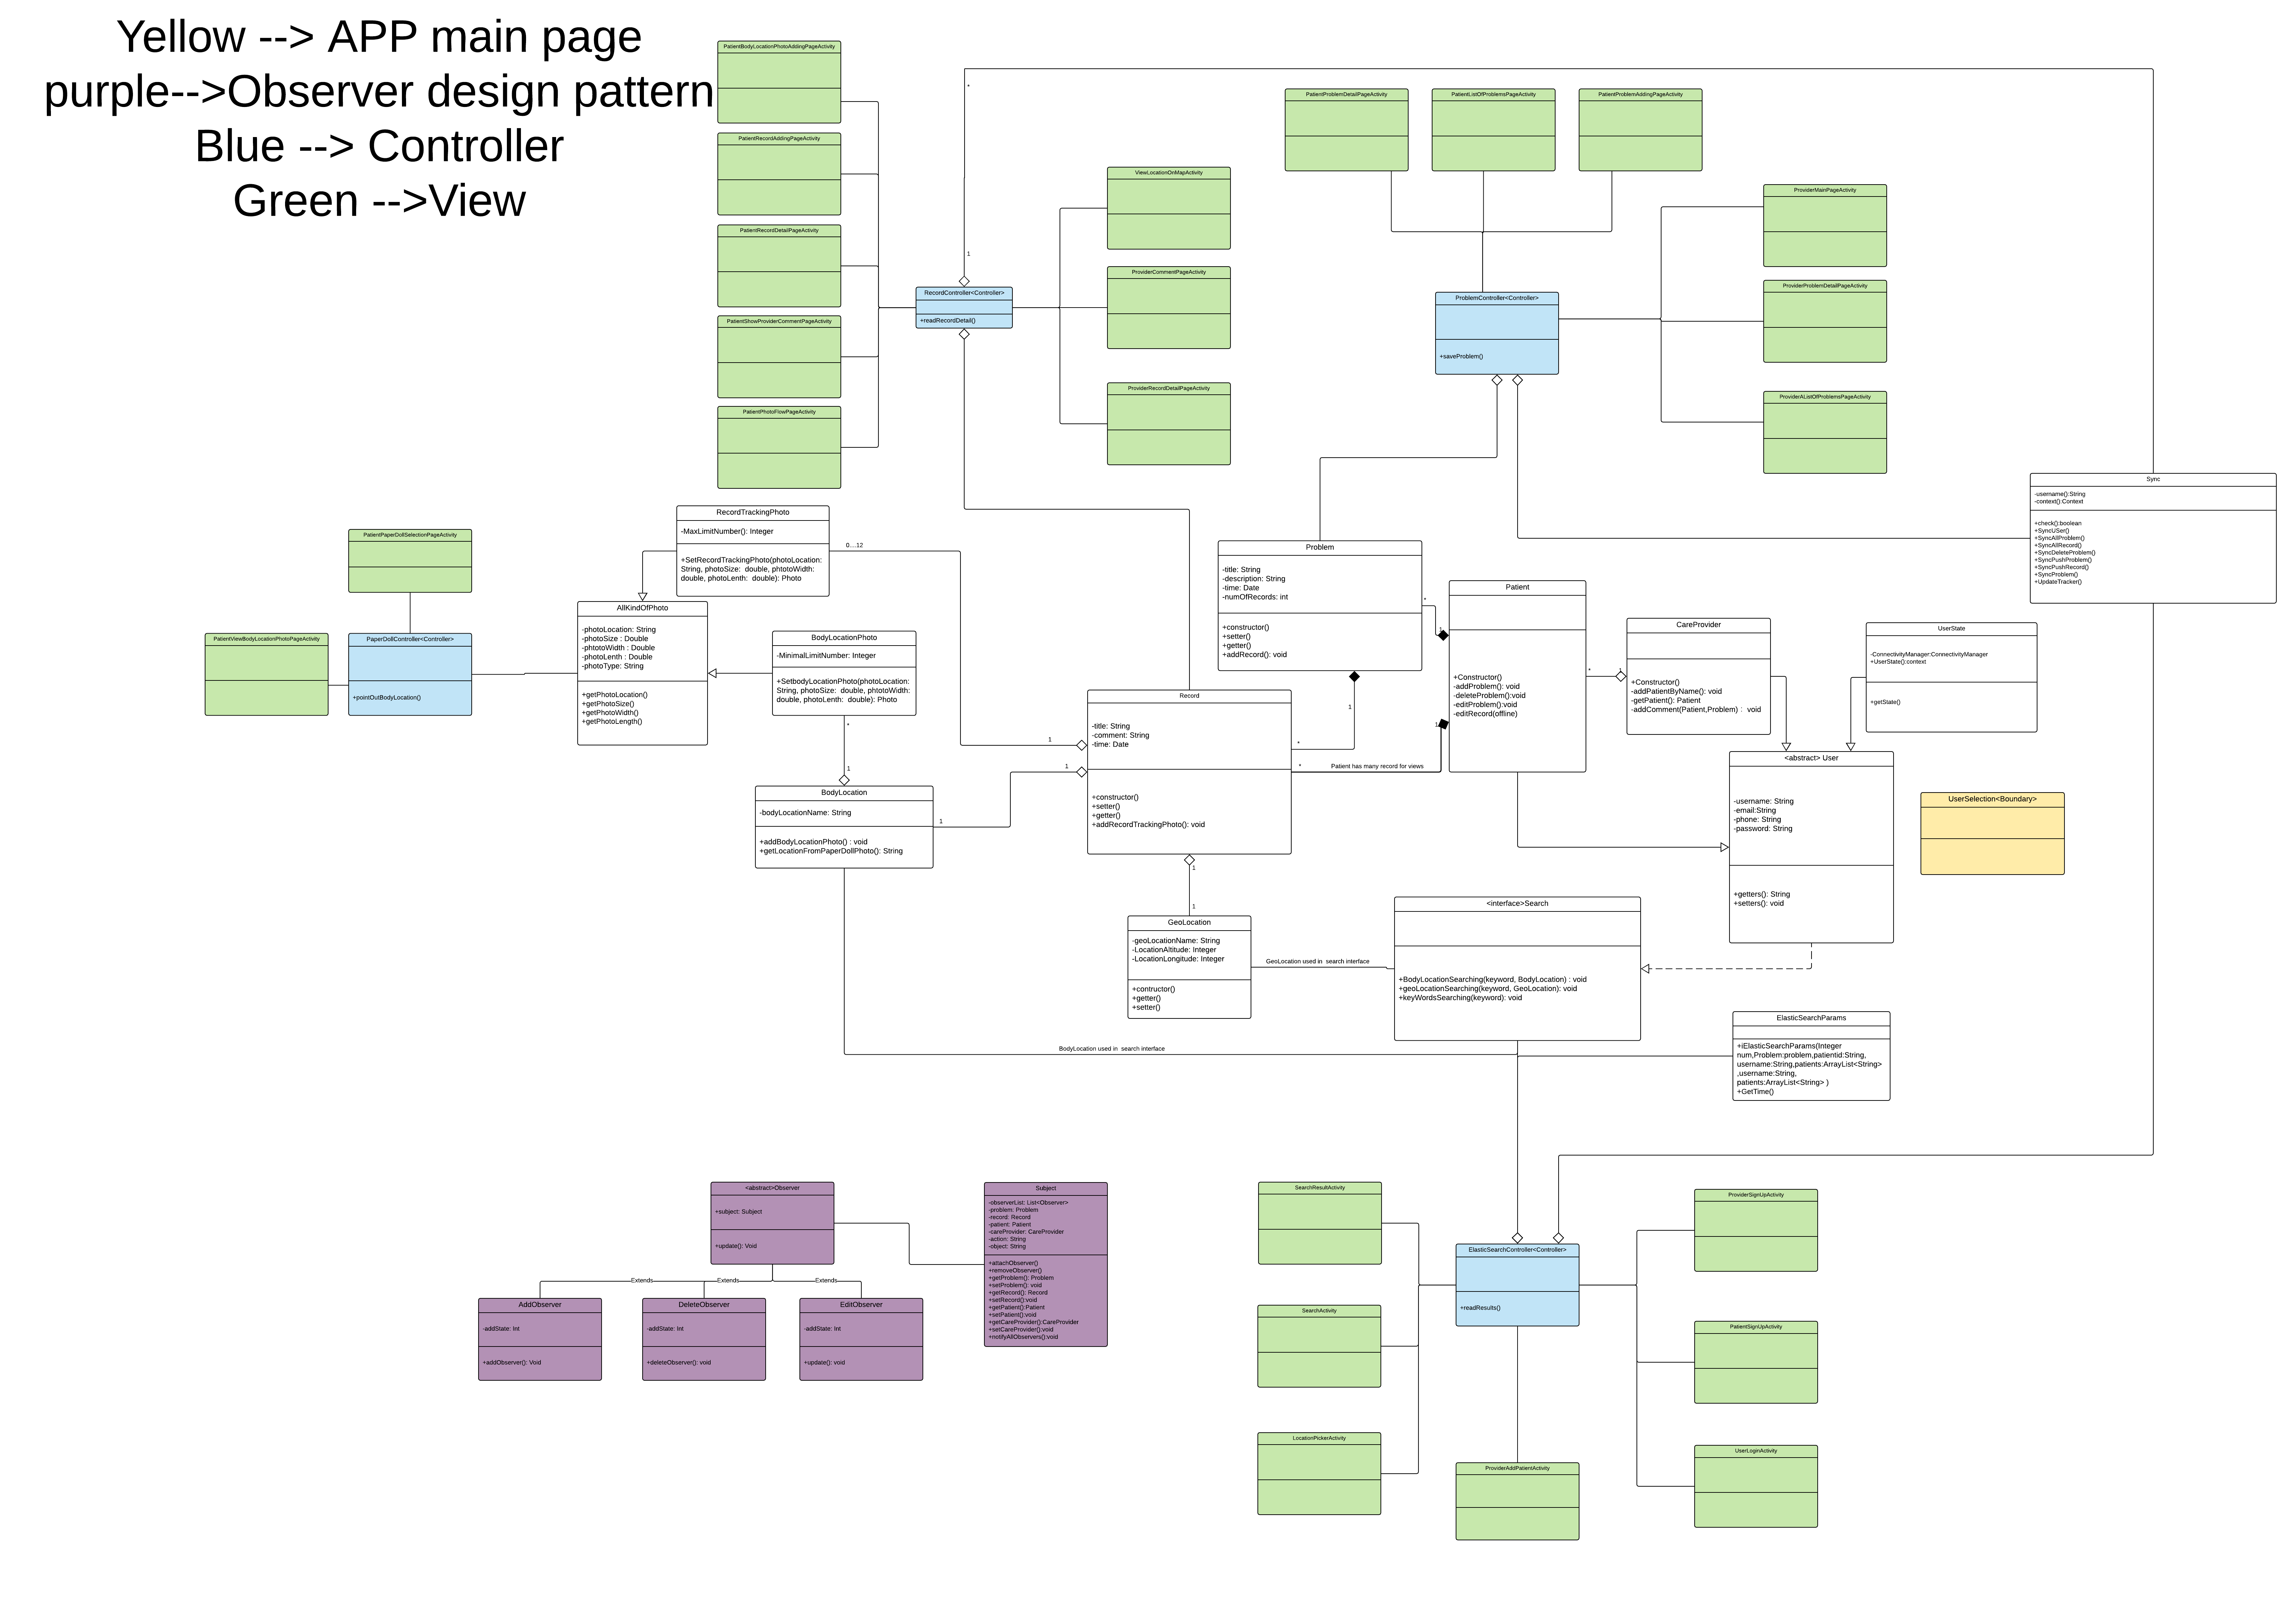 Yellow --> APP main page
purple-->Observer design pattern
Blue --> Controller
Green -->View
PatientBodyLocationPhotoAddingPageActivity
PatientRecordAddingPageActivity
PatientRecordDetailPageActivity
PatientShowProviderCommentPageActivity
PatientPhotoFlowPageActivity
*
1
RecordController<Controller>
+readRecordDetail()
ViewLocationOnMapActivity
ProviderCommentPageActivity
ProviderRecordDetailPageActivity
PatientProblemDetailPageActivity
PatientListOfProblemsPageActivity
PatientProblemAddingPageActivity
ProblemController<Controller>
+saveProblem()
ProviderMainPageActivity
ProviderProblemDetailPageActivity
ProviderAListOfProblemsPageActivity
Sync
-username():String
-context():Context
+check():boolean
+SyncUSer()
+SyncAllProblem()
+SyncAllRecord()
+SyncDeleteProblem()
+SyncPushProblem()
+SyncPushRecord()
+SyncProblem()
+UpdateTracker()
PatientPaperDollSelectionPageActivity
PatientViewBodyLocationPhotoPageActivity
PaperDollController<Controller>
+pointOutBodyLocation()
RecordTrackingPhoto
-MaxLimitNumber(): Integer
+SetRecordTrackingPhoto(photoLocation:
String, photoSize: double, phtotoWidth:
double, photoLenth: double): Photo
0....12
AllKindOfPhoto
-photoLocation: String
-photoSize : Double
-phtotoWidth : Double
-photoLenth : Double
-photoType: String
+getPhotoLocation()
+getPhotoSize()
+getPhotoWidth()
+getPhotoLength()
BodyLocationPhoto
-MinimalLimitNumber: Integer
+SetbodyLocationPhoto(photoLocation:
String, photoSize: double, phtotoWidth:
double, photoLenth: double): Photo
*
1
BodyLocation
-bodyLocationName: String
+addBodyLocationPhoto() : void
+getLocationFromPaperDollPhoto(): String
1
1
1
Record
-title: String
-comment: String
-time: Date
+constructor()
+setter()
+getter()
+addRecordTrackingPhoto(): void
Problem
-title: String
-description: String
-time: Date
-numOfRecords: int
+constructor()
+setter()
+getter()
+addRecord(): void
*
1
1
*
*
Patient has many record for views
1
Patient
+Constructor()
-addProblem(): void
-deleteProblem():void
-editProblem():void
-editRecord(offline)
*
1
CareProvider
+Constructor()
-addPatientByName(): void
-getPatient(): Patient
-addComment(Patient,Problem) : void
UserState
-ConnectivityManager:ConnectivityManager
+UserState():context
+getState()
<abstract> User
-username: String
-email:String
-phone: String
-password: String
+getters(): String
+setters(): void
UserSelection<Boundary>
1
1
GeoLocation
-geoLocationName: String
-LocationAltitude: Integer
-LocationLongitude: Integer
+contructor()
+getter()
+setter()
GeoLocation used in search interface
<interface>Search
+BodyLocationSearching(keyword, BodyLocation) : void
+geoLocationSearching(keyword, GeoLocation): void
+keyWordsSearching(keyword): void
BodyLocation used in search interface
ElasticSearchParams
+iElasticSearchParams(Integer
num,Problem:problem,patientid:String,
username:String,patients:ArrayList<String>
,username:String,
patients:ArrayList<String> )
+GetTime()
<abstract>Observer
+subject: Subject
+update(): Void
Extends
Extends
Extends
AddObserver
-addState: Int
+addObserver(): Void
DeleteObserver
-addState: Int
+deleteObserver(): void
EditObserver
-addState: Int
+update(): void
Subject
-observerList: List<Observer>
-problem: Problem
-record: Record
-patient: Patient
-careProvider: CareProvider
-action: String
-object: String
+attachObserver()
+removeObserver()
+getProblem(): Problem
+setProblem(): void
+getRecord(): Record
+setRecord():void
+getPatient():Patient
+setPatient():void
+getCareProvider():CareProvider
+setCareProvider():void
+notifyAllObservers():void
SearchResultActivity
SearchActivity
LocationPickerActivity
ElasticSearchController<Controller>
+readResults()
ProviderAddPatientActivity
ProviderSignUpActivity
PatientSignUpActivity
UserLoginActivity